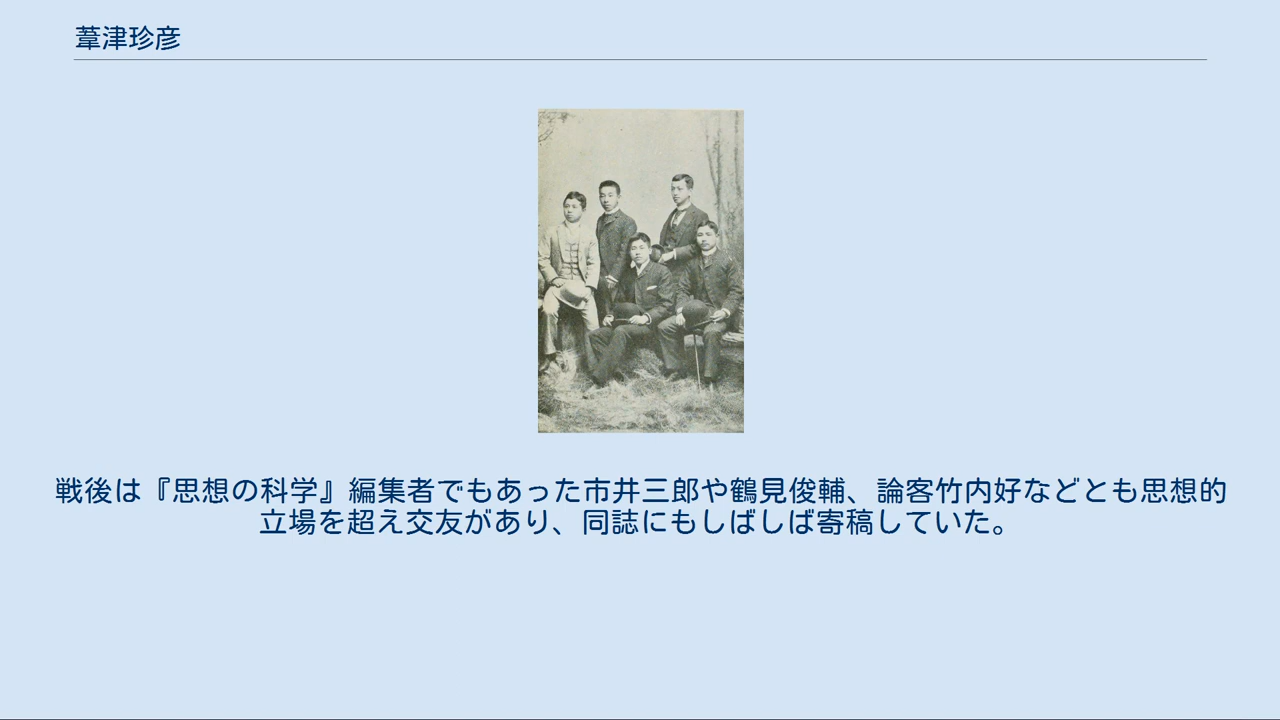 葦津珍彦
戦後は『思想の科学』編集者でもあった市井三郎や鶴見俊輔、論客竹内好などとも思想的
立場を超え交友があり、同誌にもしばしば寄稿していた。